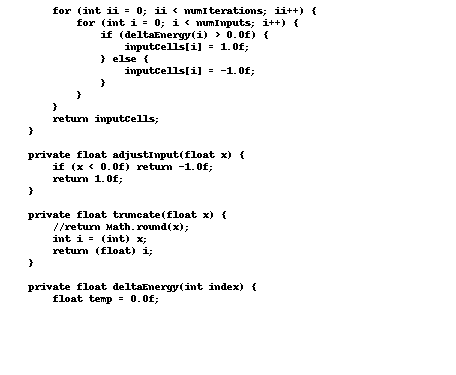 for (int ii = 0; ii < numIterations; ii++) {
for (int i = 0; i < numInputs; i++) {
if (deltaEnergy(i) > 0.0f) {
inputCells[i] = 1.0f;
} else {
inputCells[i] = -1.0f;
}
}
}
return inputCells;
}
private float adjustInput(float x) {
if (x < 0.0f) return -1.0f;
return 1.0f;
}
private float truncate(float x) {
//return Math.round(x);
int i = (int) x;
return (float) i;
}
private float deltaEnergy(int index) {
float temp = 0.0f;